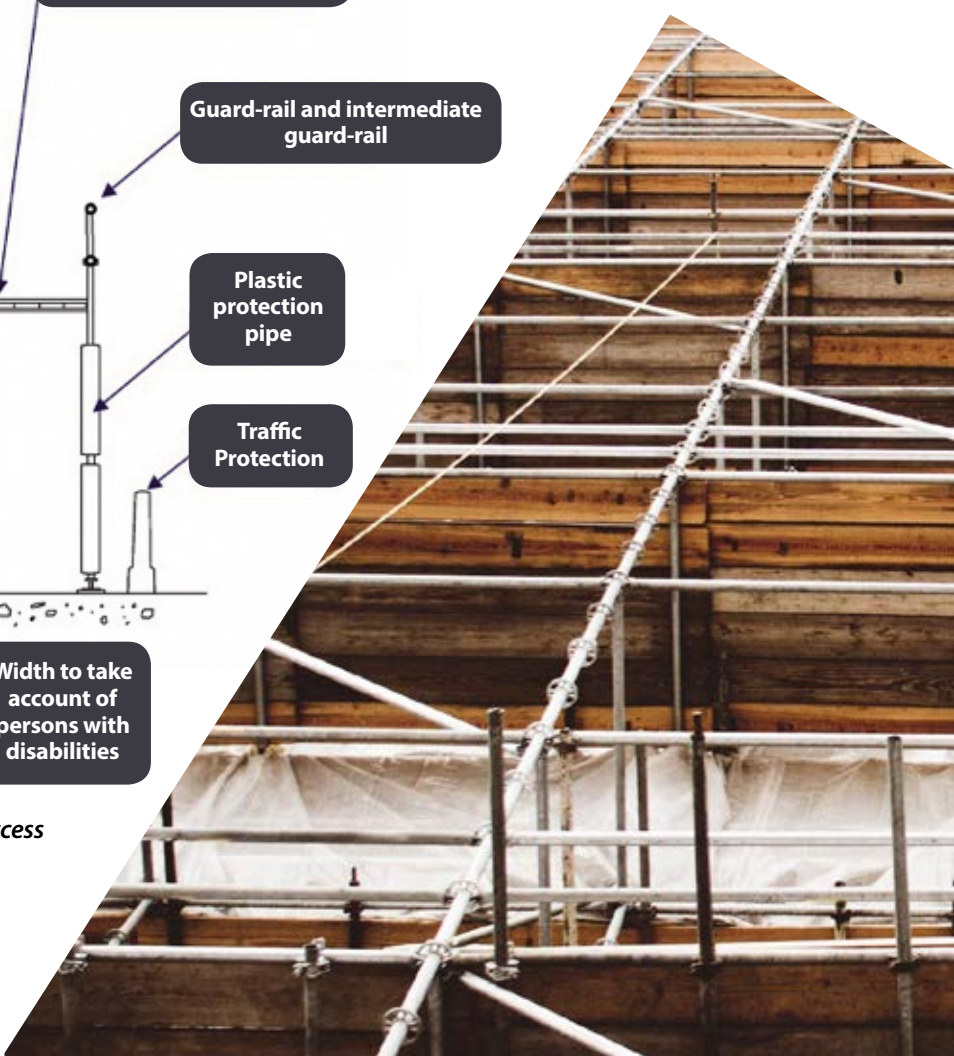 Guard-rail and intermediate
guard-rail
Plastic
protection
pipe
Traffic
Protection
Width to take
account of
persons with
disabilities